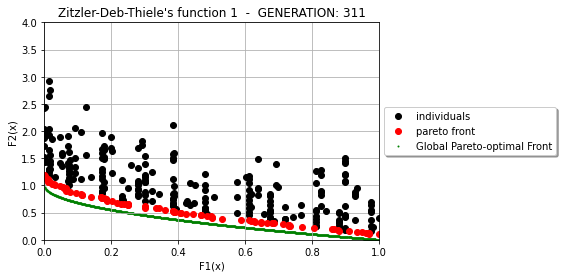 Zitzler-Deb-Thiele's function 1 - GENERATION: 311
4.0
3.5
3.0
2.5
2.0
1.5
1.0
0.5
0.0
F2(x)
0.0 0.2 0.4 0.6 0.8 1.0
F1(x)
individuals
pareto front
Global Pareto-optimal Front